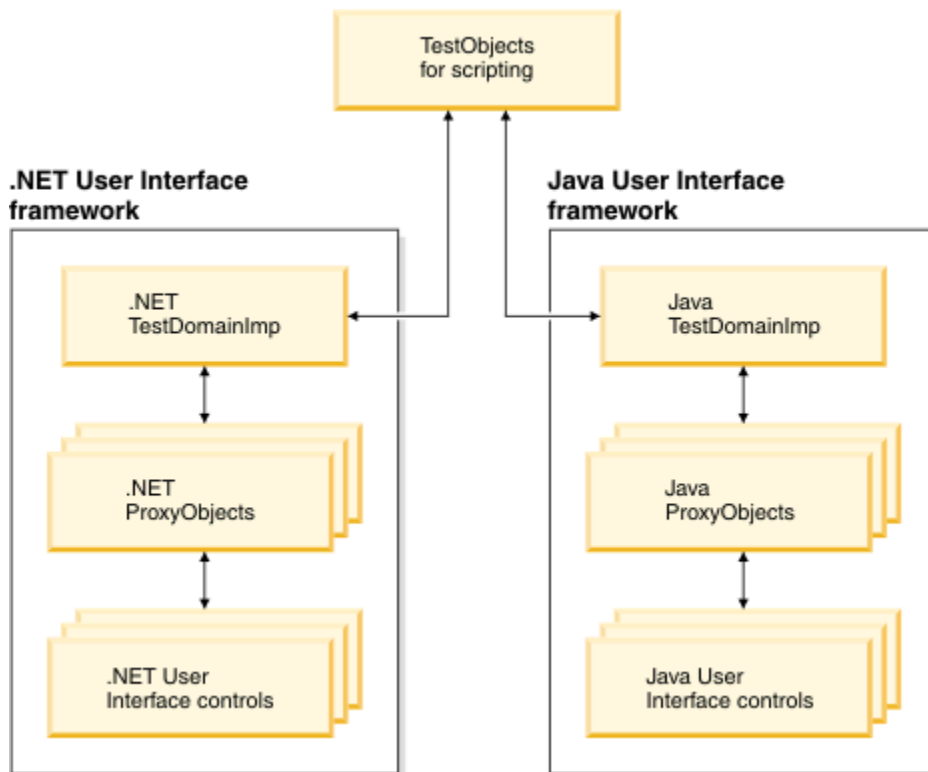 TestObjects
for scripting
.NET User Interface
framework
.NET
TestDomainImp
.NET
ProxyObjects
.NET User
Interface controls
Java User Interface
framework
Java
TestDomainImp
Java
ProxyObjects
Java User
Interface controls